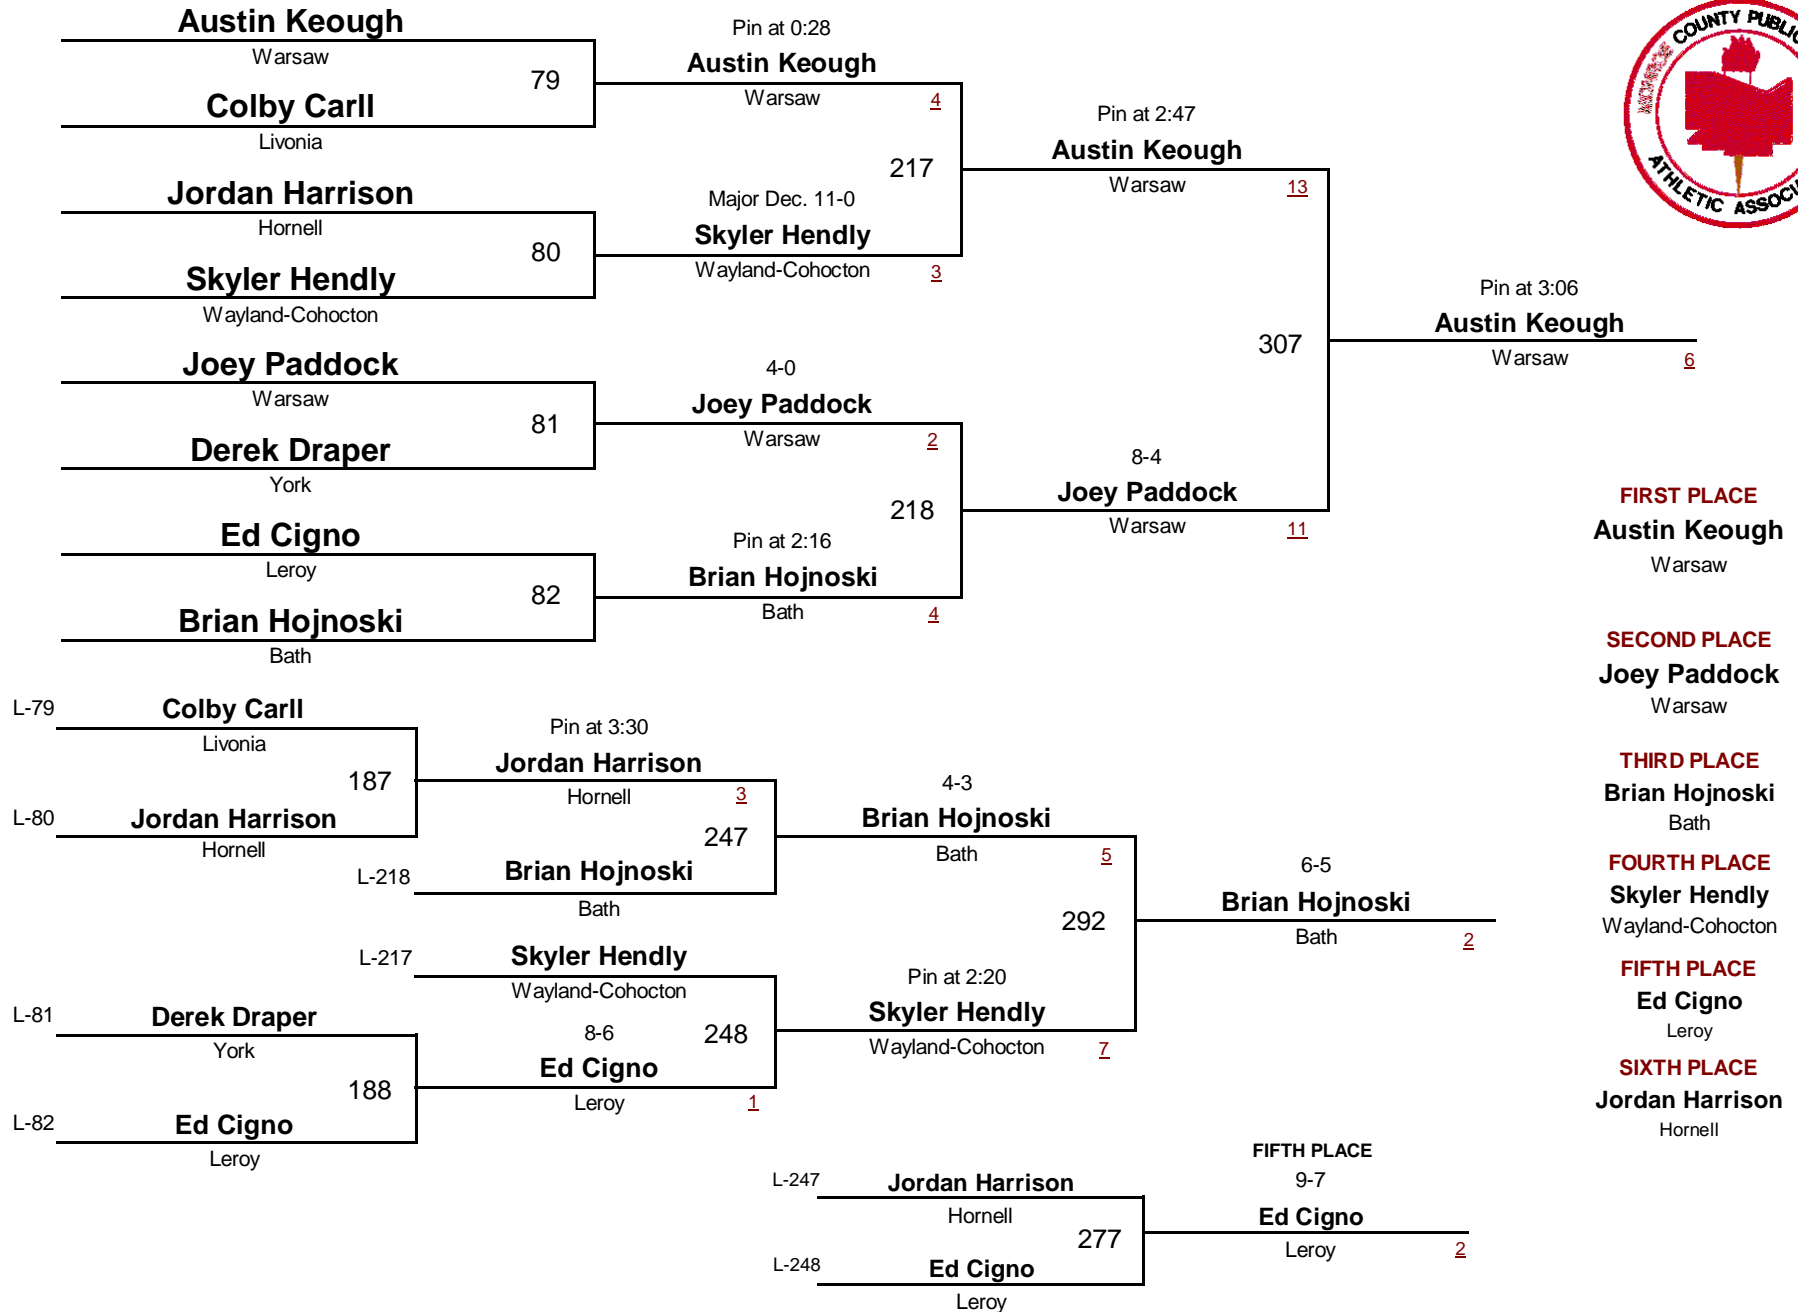 Austin Keough
Warsaw
79
Colby Carll
Livonia
Jordan Harrison
Hornell
80
Skyler Hendly
Wayland-Cohocton
Joey Paddock
Warsaw
81
Derek Draper
York
Ed Cigno
Leroy
82
Brian Hojnoski
Bath
Pin at 0:28
Austin Keough
Warsaw
4
217
Major Dec. 11-0
Skyler Hendly
Wayland-Cohocton
3
4-0
Joey Paddock
Warsaw
2
218
Pin at 2:16
Brian Hojnoski
Bath
4
Pin at 2:47
Austin Keough
Warsaw
13
307
8-4
Joey Paddock
Warsaw
11
Pin at 3:06
Austin Keough
Warsaw
6
COUNTY PUBLIC
ATHLETIC ASSOCI
FIRST PLACE
Austin Keough
Warsaw
SECOND PLACE
Joey Paddock
Warsaw
THIRD PLACE
Brian Hojnoski
Bath
FOURTH PLACE
Skyler Hendly
Wayland-Cohocton
FIFTH PLACE
Ed Cigno
Leroy
SIXTH PLACE
Jordan Harrison
Hornell
L-79
Colby Carll
Livonia
187
L-80
Jordan Harrison
Hornell
Pin at 3:30
Jordan Harrison
Hornell
3
247
L-218
Brian Hojnoski
Bath
L-217
Skyler Hendly
Wayland-Cohocton
248
L-81
Derek Draper
York
188
L-82
Ed Cigno
Leroy
8-6
Ed Cigno
Leroy
1
4-3
Brian Hojnoski
Bath
5
292
Pin at 2:20
Skyler Hendly
Wayland-Cohocton
7
6-5
Brian Hojnoski
Bath
2
L-247
Jordan Harrison
Hornell
277
L-248
Ed Cigno
Leroy
FIFTH PLACE
9-7
Ed Cigno
Leroy
2